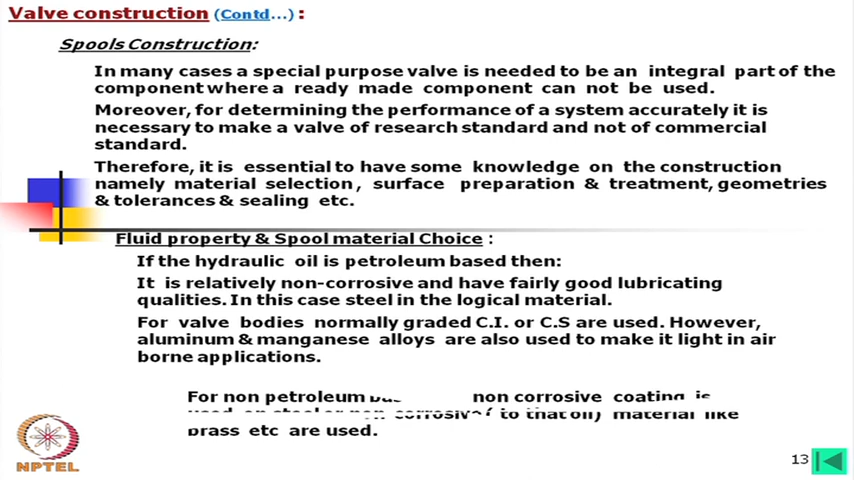 Valve construction (Contd…) :
Spools Construction:
In many cases a special purpose valve is needed to be an integral part of the
component where a ready made component can not be used.
Moreover, for determining the performance of a system accurately it is
necessary to make a valve of research standard and not of commercial
standard.
Therefore, it is essential to have some knowledge on the construction
namely material selection, surface preparation & treatment, geometries
& tolerances & sealing etc.
Fluid property & Spool material Choice :
If the hydraulic oil is petroleum based then:
It is relatively non-corrosive and have fairly good lubricating
qualities. In this case steel in the logical material.
For valve bodies normally graded C.I. or C.S are used. However,
aluminum & manganese alloys are also used to make it light in air
borne applications.
For non petroleum non corrosive coating is
used on steel or non corrosive( to that oil) material like
brass etc are used.
NPTEL
13